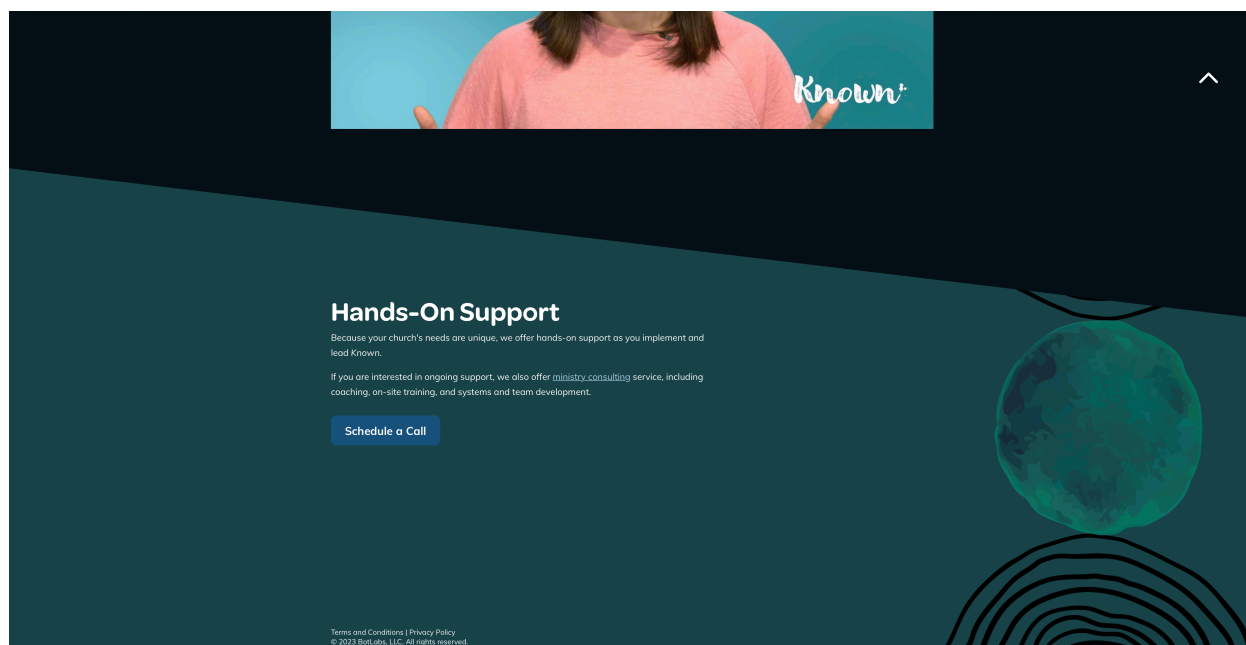 Known
Hands-On Support
Because your church's needs are unique, we offer hands-on support as you implement and
lead Known.
If you are interested in ongoing support, we also offer ministry consulting service, including
coaching, on-site training, and systems and team development.
Schedule a Call
Terms and Conditions | Privacy Policy
© 2023 BotLabs, LLC. All rights reserved.